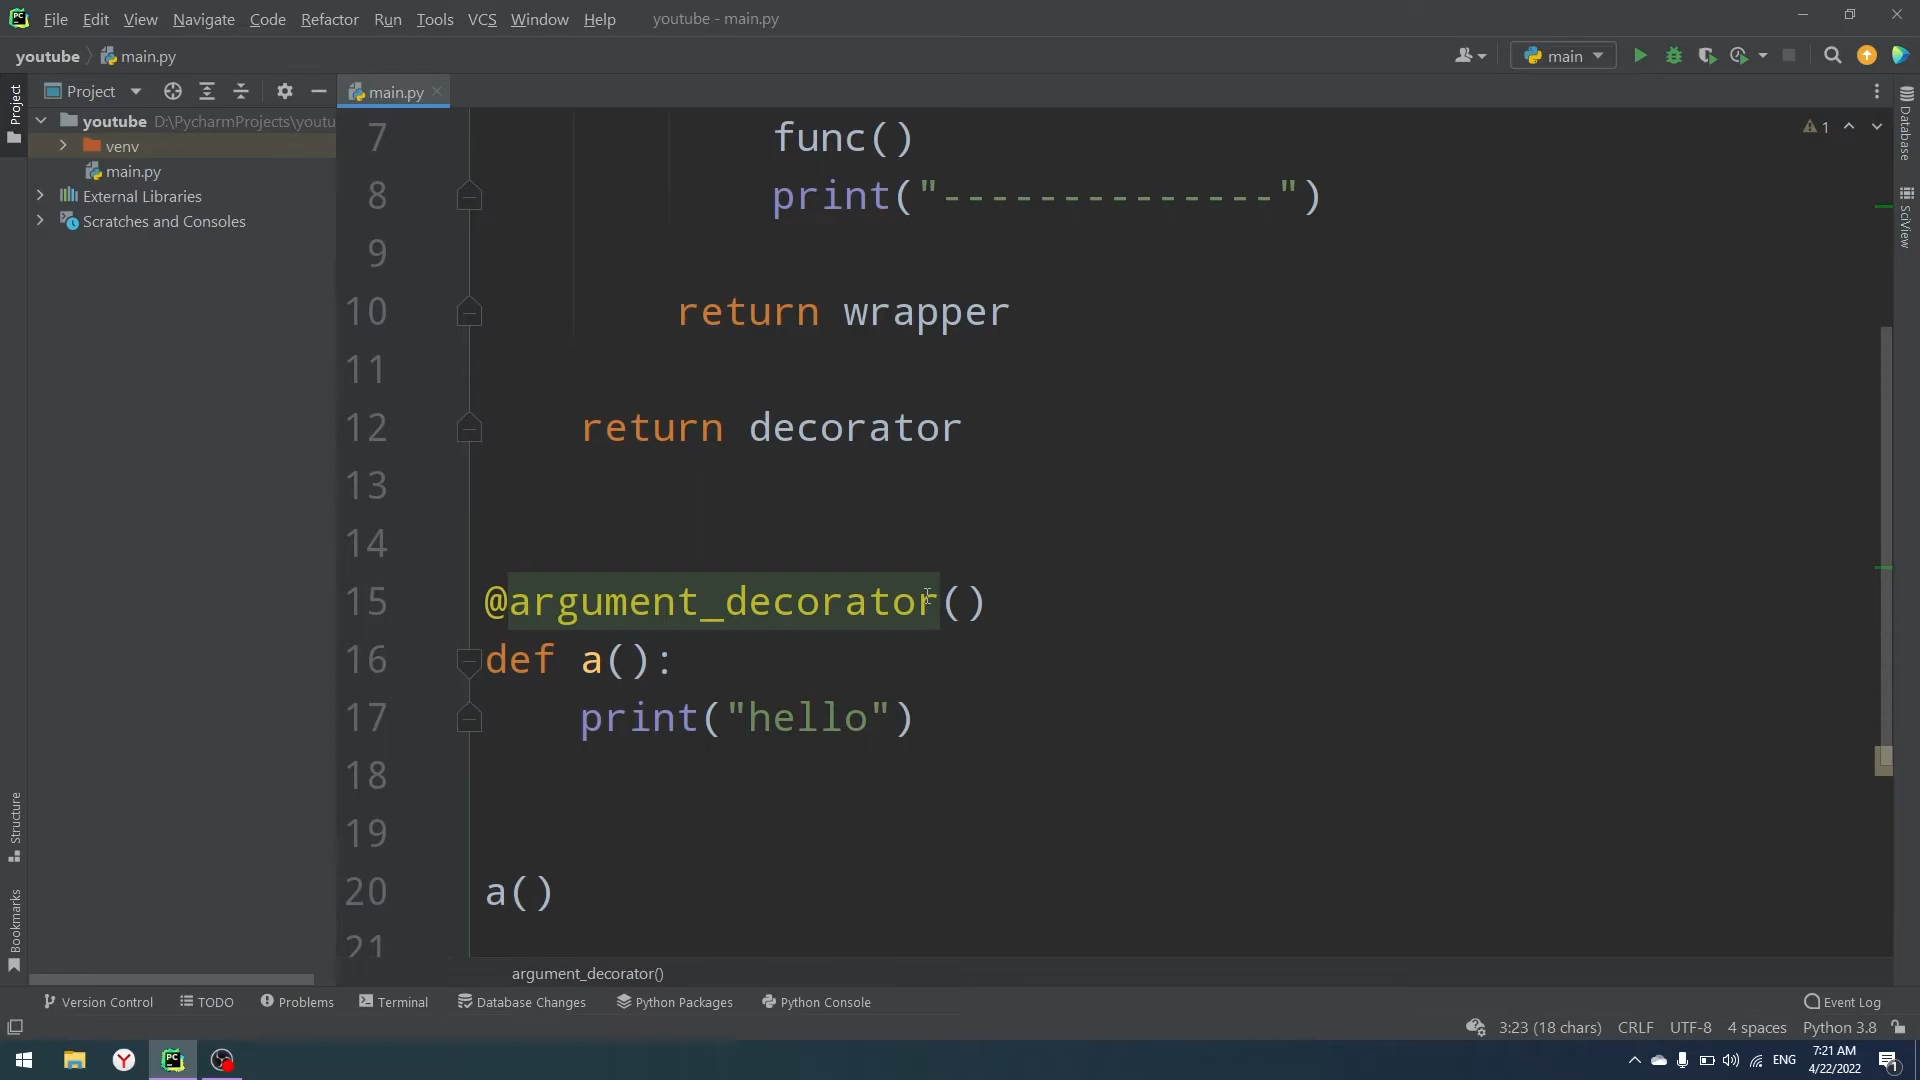 File Edit View Navigate Code Refactor Run Tools VCS Window Help youtube - main.py
youtube main.py main
Project main.py
youtube D:\PycharmProjects\youtu
venv
main.py
External Libraries
Scratches and Consoles
Project
Structure
Bookmarks
1
7 func()
8 print("--------------")
9
10 return wrapper
11
12 return decorator
13
14
15 @argument_decorator()
16 def a():
17 print("hello")
18
19
20 a()
21
Database
SciView
argument_decorator()
Version Control TODO Problems Terminal Database Changes Python Packages Python Console Event Log
3:23 (18 chars) CRLF UTF-8 4 spaces Python 3.8
PC ENG 7:21 AM
4/22/2022 1